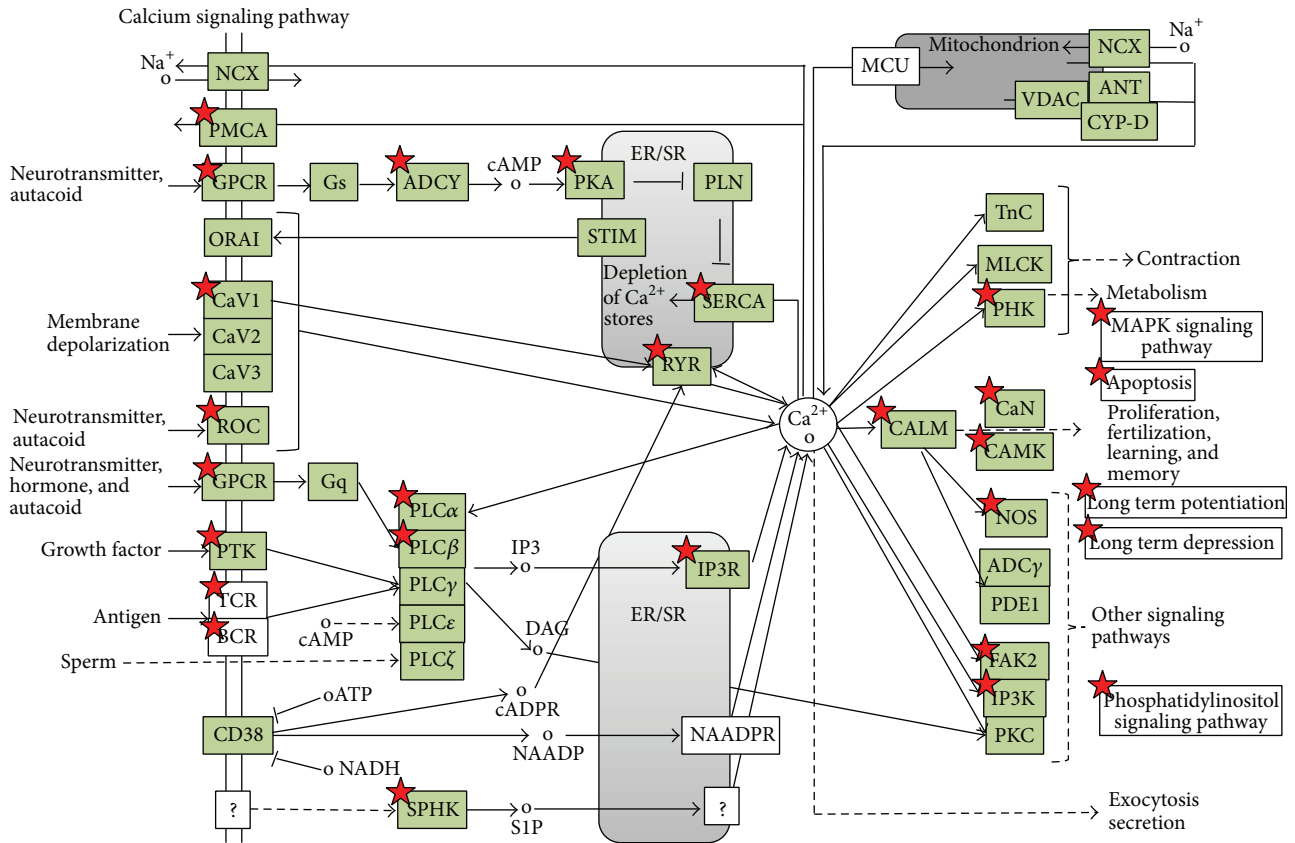 Calcium signaling pathway
Na⁺
o
NCX
PMCA
Neurotransmitter,
autacoid
GPCR
Gs
ADCY
cAMP
o
PKA
ER/SR
PLN
ORAI
STIM
Depletion
of Ca²⁺
stores
SERCA
Membrane
depolarization
CaV1
CaV2
CaV3
RYR
Neurotransmitter,
autacoid
ROC
Neurotransmitter,
hormone, and
autacoid
GPCR
Gq
PLCα
PLCβ
PLCγ
PLCε
PLCζ
Growth factor
PTK
Antigen
TCR
BCR
o
cAMP
Sperm
IP3
o
IP3R
ER/SR
DAG
o
oATP
o
cADPR
CD38
o
NAADP
NAADPR
o NADH
?
SPHK
o
S1P
?
MCU
Mitochondrion
NCX
Na⁺
o
VDAC
ANT
CYP-D
Ca²⁺
o
TnC
MLCK
PHK
Contraction
Metabolism
MAPK signaling
pathway
Apoptosis
CALM
CaN
CAMK
Proliferation,
fertilization,
learning, and
memory
NOS
Long term potentiation
Long term depression
ADCγ
PDE1
Other signaling
pathways
FAK2
IP3K
PKC
Phosphatidylinositol
signaling pathway
Exocytosis
secretion